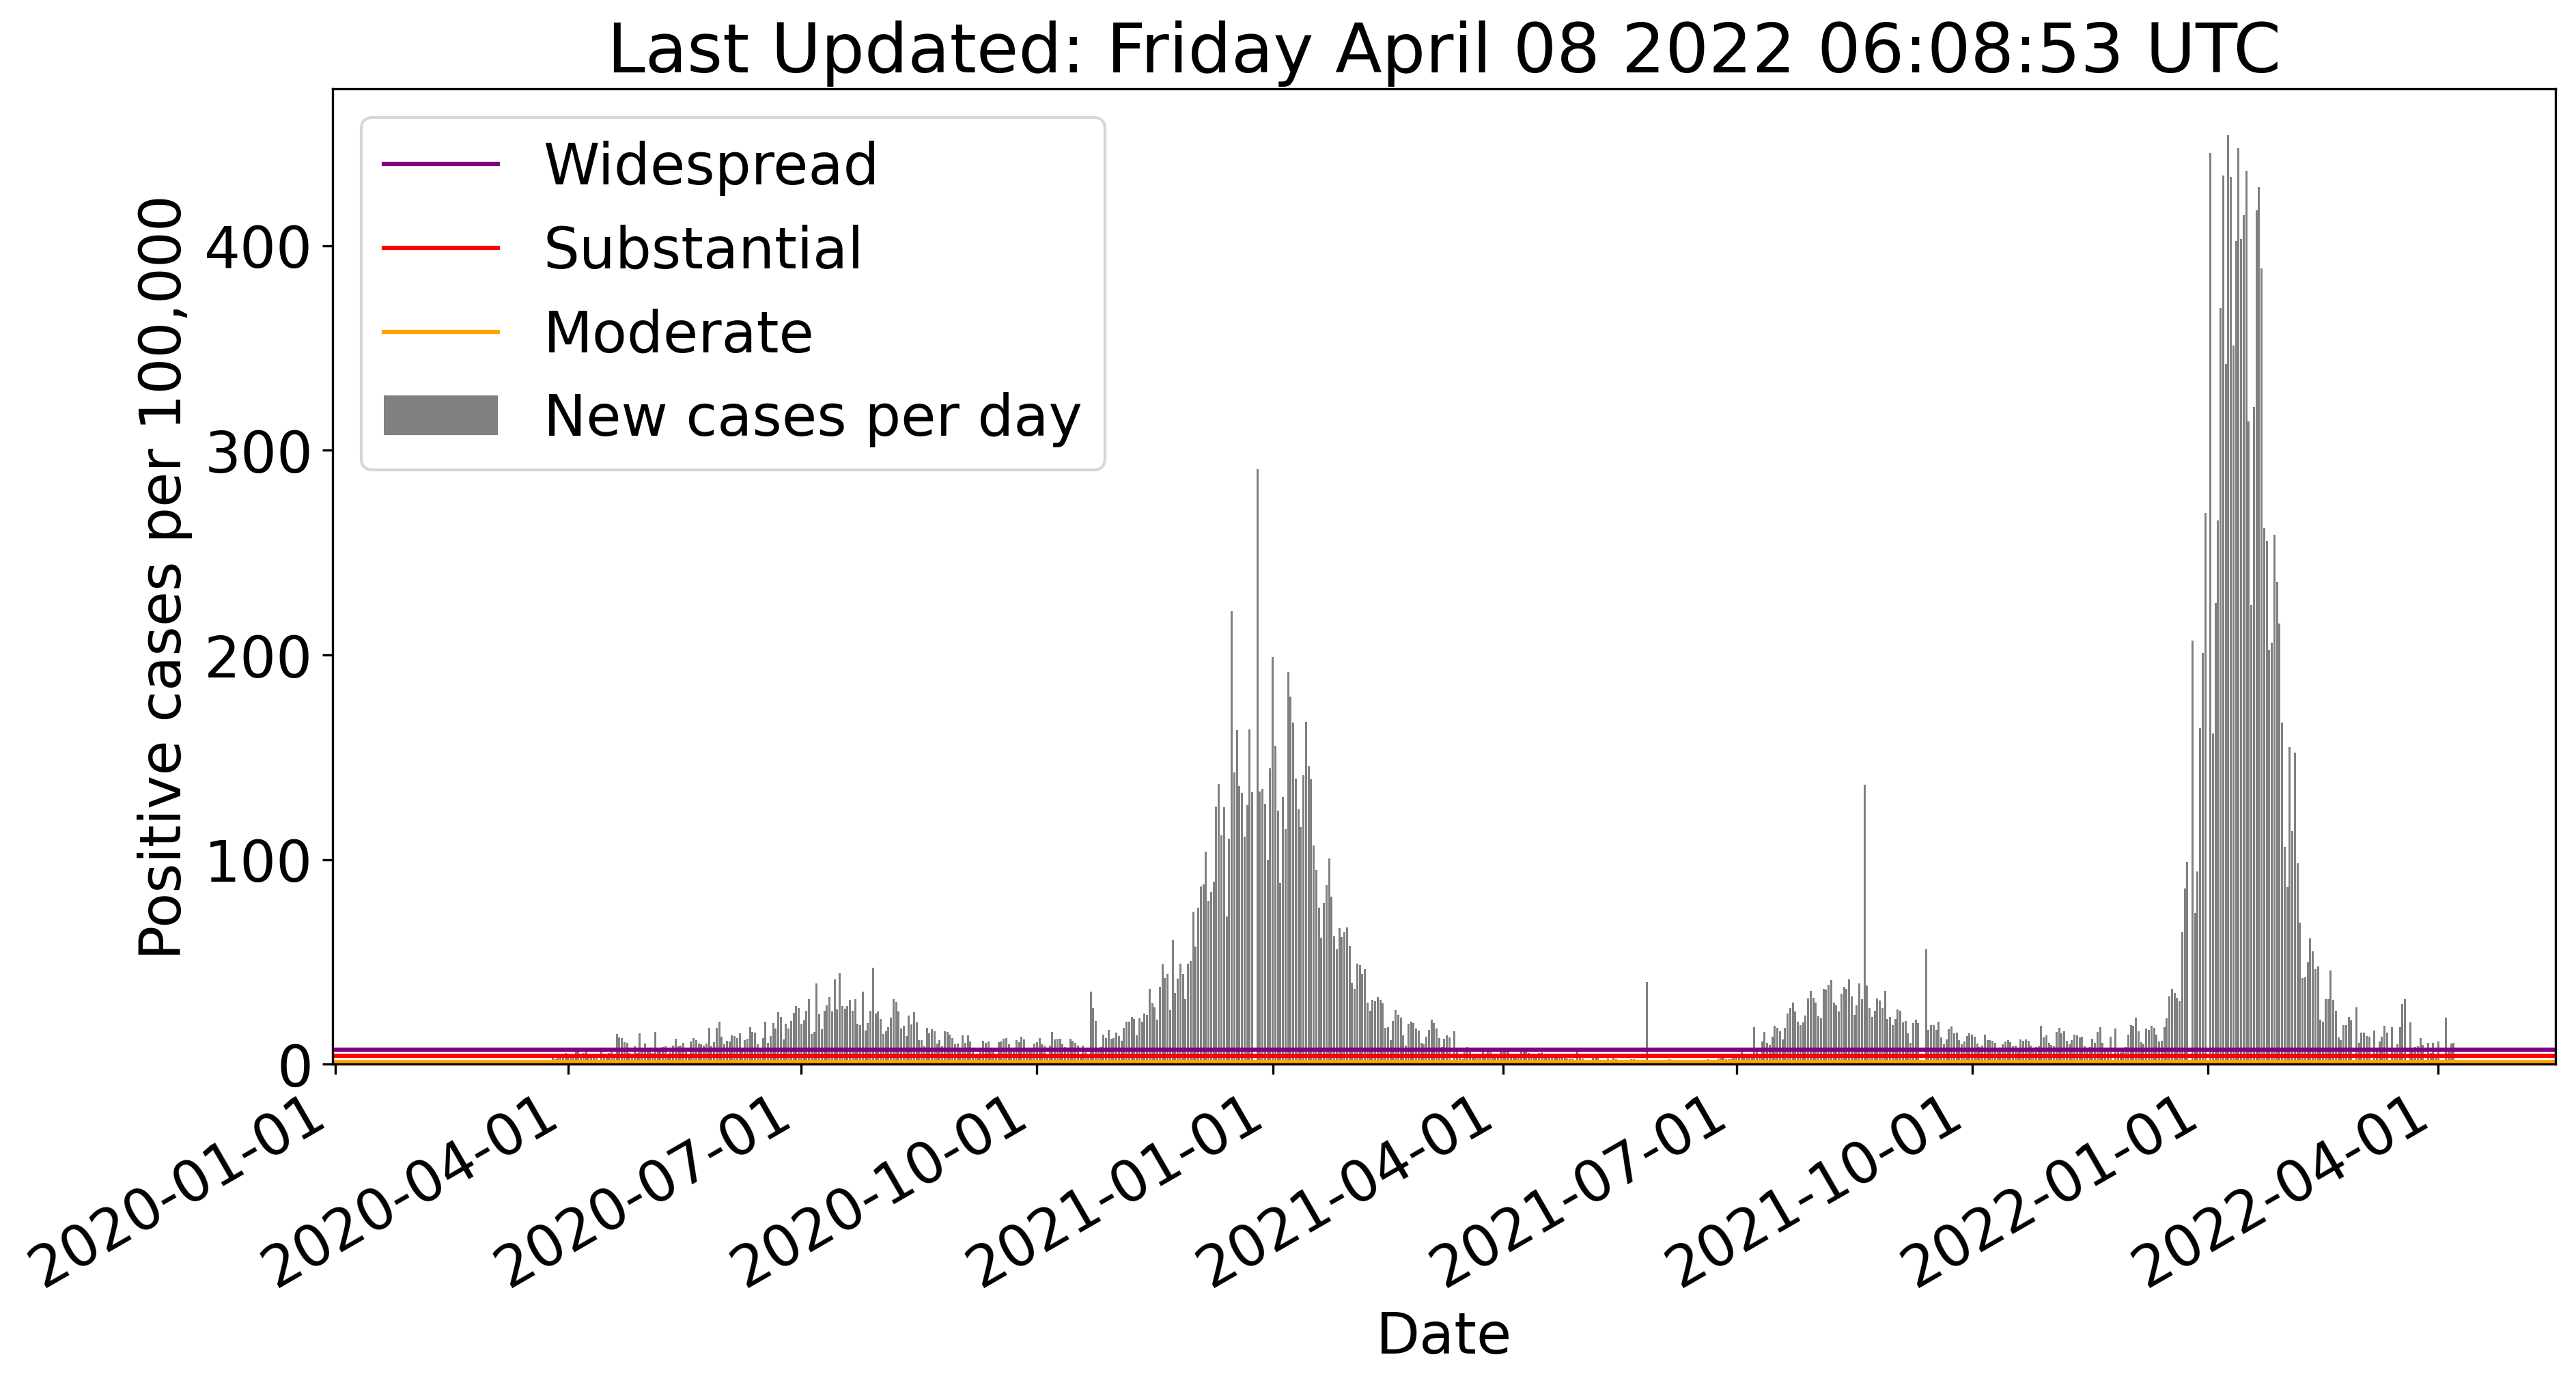 Last Updated: Friday April 08 2022 06:08:53 UTC
Widespread
Substantial
Moderate
New cases per day
Positive cases per 100,000
400
300
200
100
0
2020-01-01
2020-04-01
2020-07-01
2020-10-01
2021-01-01
2021-04-01
2021-07-01
2021-10-01
2022-01-01
2022-04-01
Date